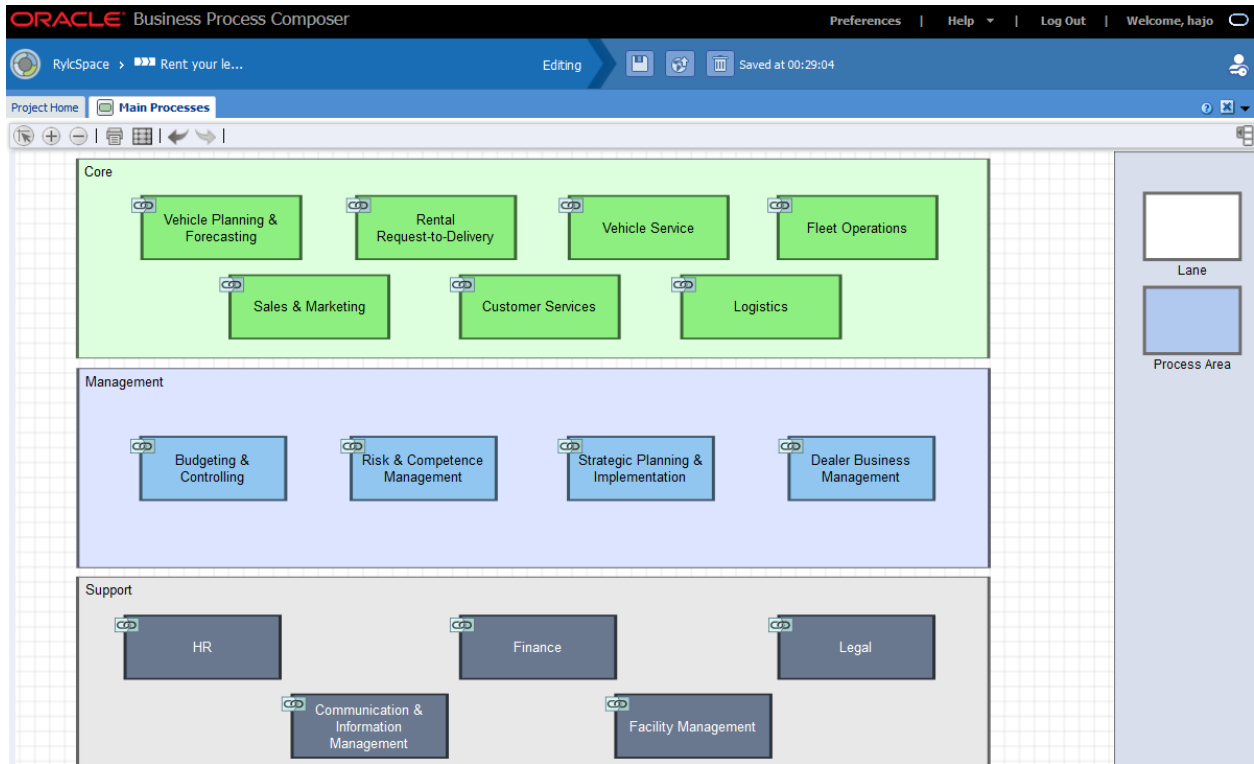 ORACLE Business Process Composer
Preferences | Help | Log Out | Welcome, hajo
RylcSpace > Rent your le...
Editing
Saved at 00:29:04
Project Home
Main Processes
Core
Vehicle Planning &
Forecasting
Rental
Request-to-Delivery
Vehicle Service
Fleet Operations
Sales & Marketing
Customer Services
Logistics
Management
Budgeting &
Controlling
Risk & Competence
Management
Strategic Planning &
Implementation
Dealer Business
Management
Support
HR
Finance
Legal
Communication &
Information
Management
Facility Management
Lane
Process Area